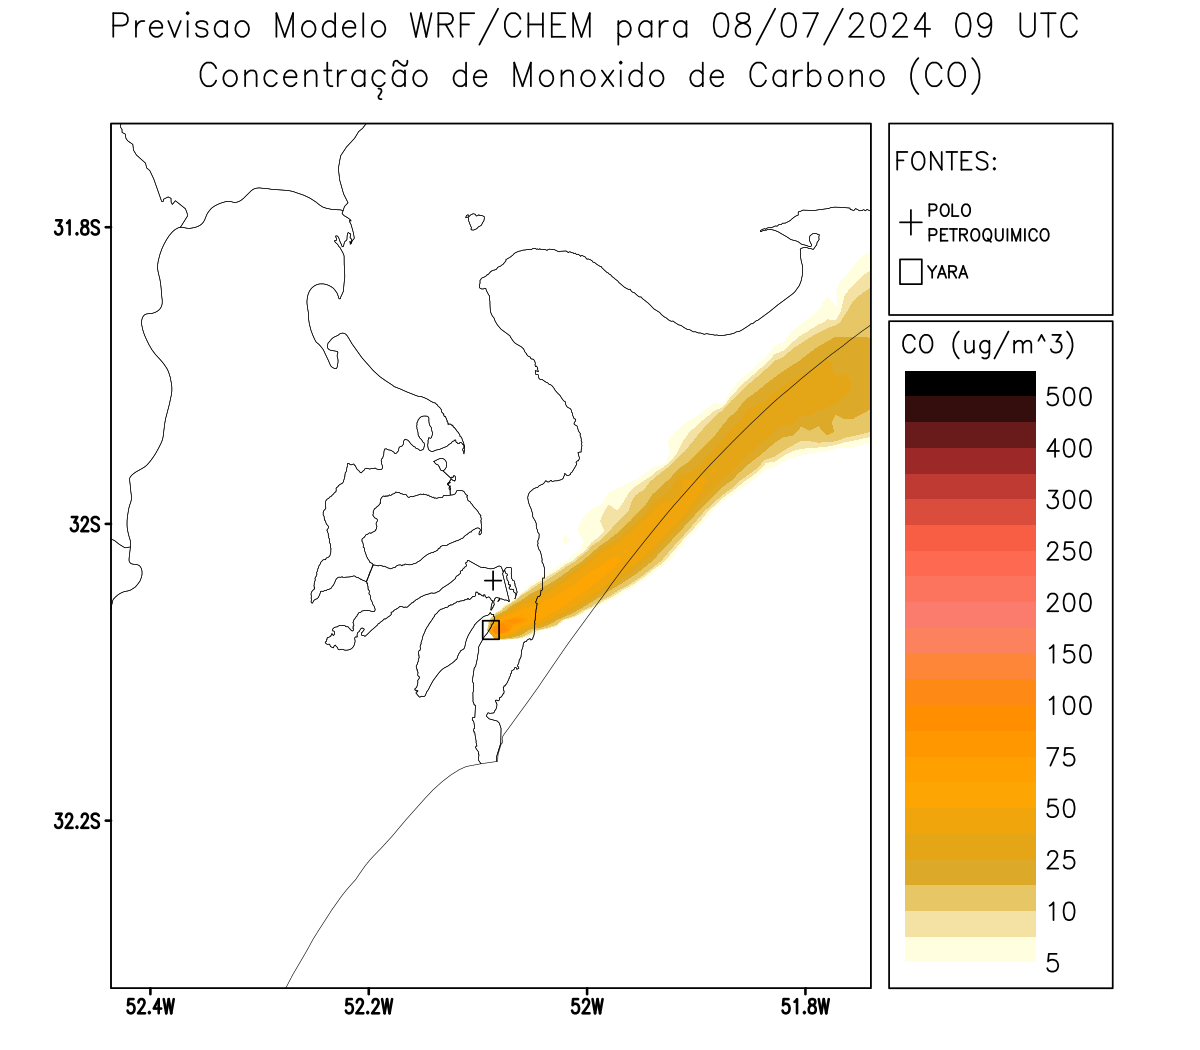 Previsao Modelo WRF/CHEM para 08/07/2024 09 UTC
Concentração de Monoxido de Carbono (CO)
FONTES:
POLO
PETROQUIMICO
YARA
CO (ug/m^3)
500
400
300
250
200
150
100
75
50
25
10
5
31.8S
32S
32.2S
52.4W
52.2W
52W
51.8W